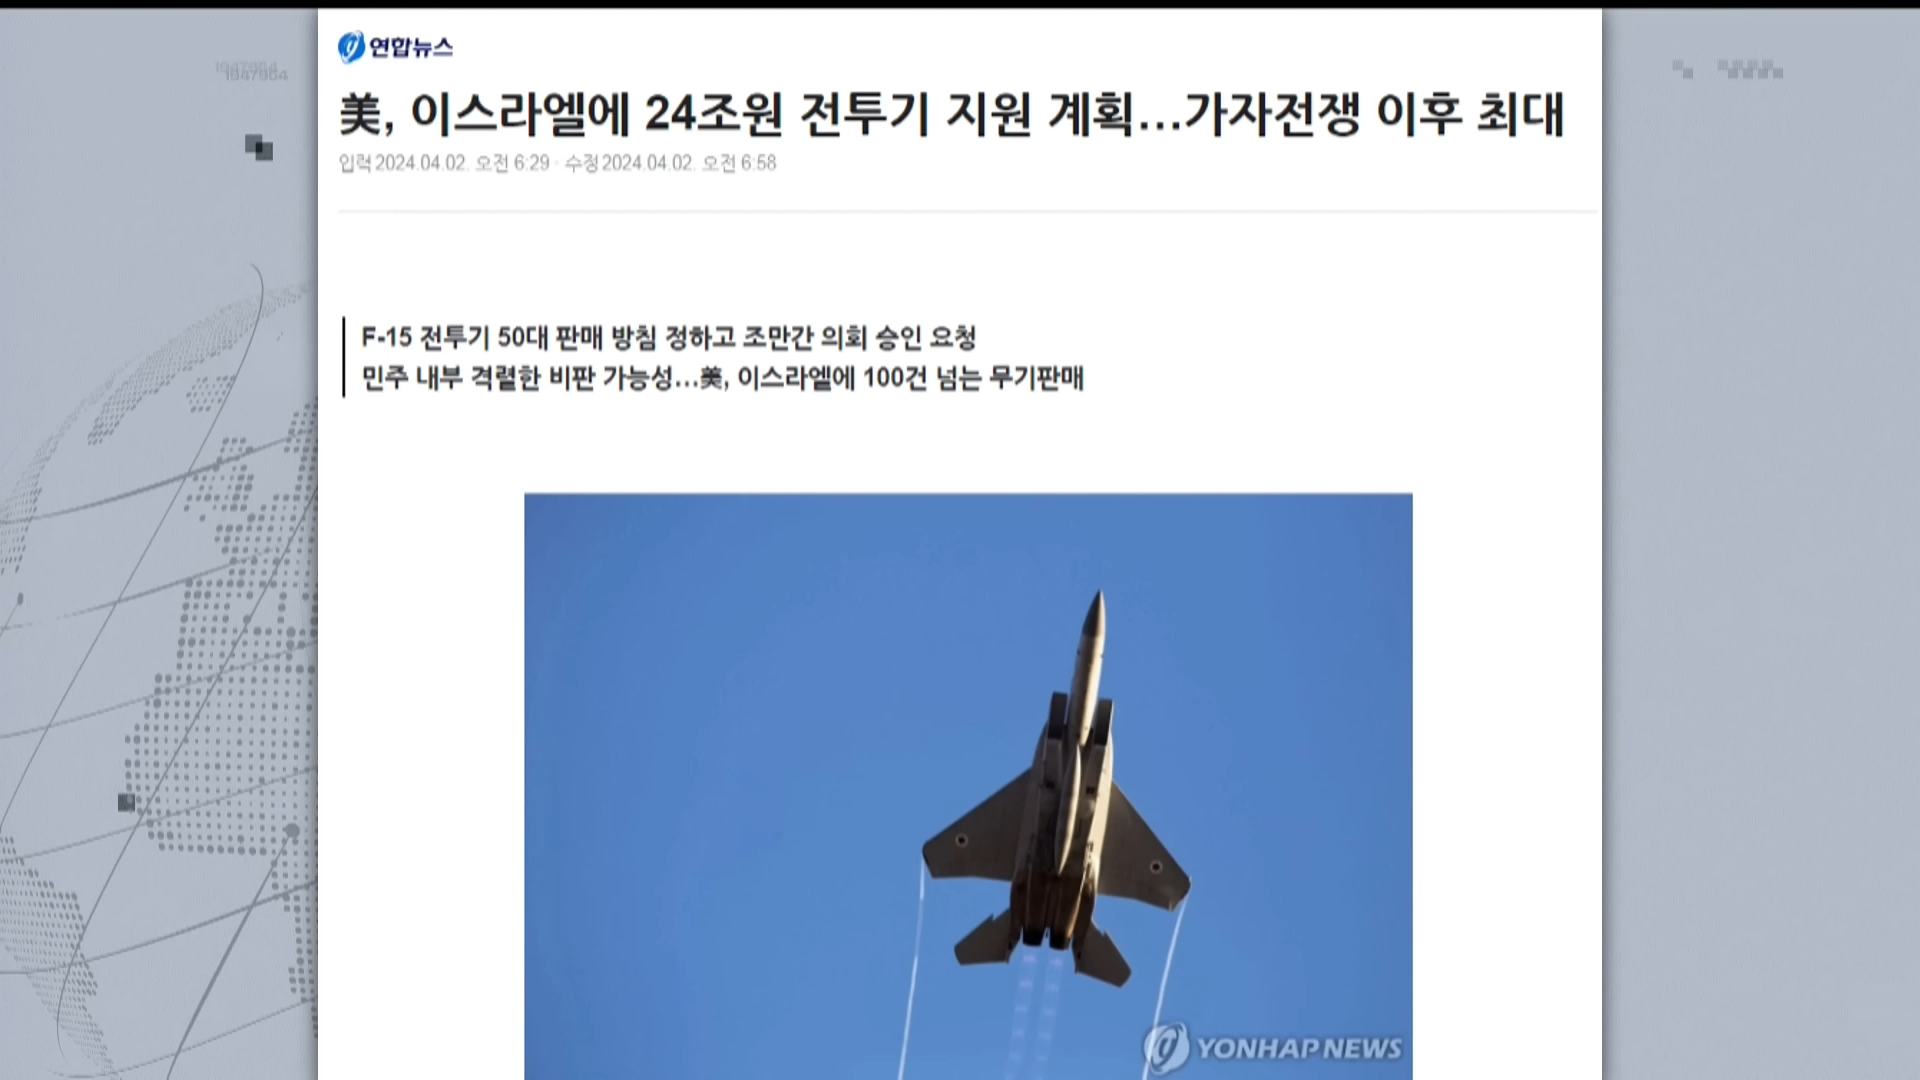 1947954
1947954
연합뉴스
美, 이스라엘에 24조원 전투기 지원 계획...가자전쟁 이후 최대
입력 2024.04.02. 오전 6:29 · 수정 2024.04.02. 오전 6:58
F-15 전투기 50대 판매 방침 정하고 조만간 의회 승인 요청
민주 내부 격렬한 비판 가능성...美, 이스라엘에 100건 넘는 무기판매
YONHAP NEWS